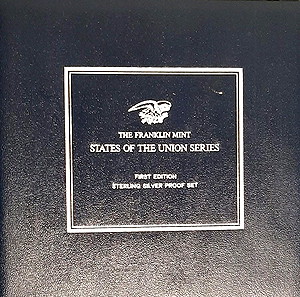 THE FRANKLIN MINT
STATES OF THE UNION SERIES
FIRST EDITION
STERLING SILVER PROOF SET